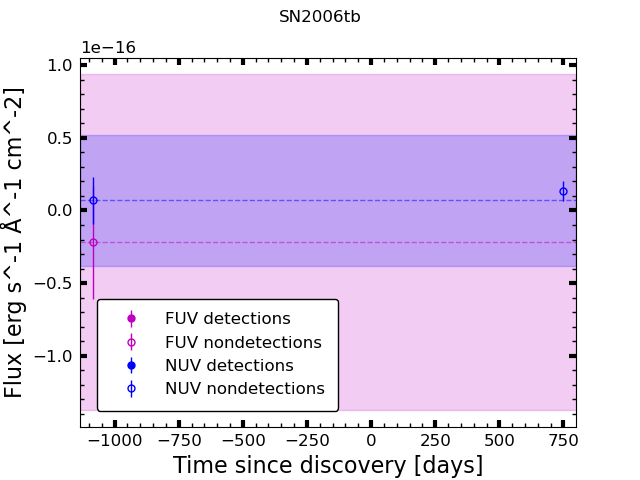 SN2006tb
1e−16
1.0
0.5
0.0
−0.5
−1.0
Flux [erg s^-1 Å^-1 cm^-2]
FUV detections
FUV nondetections
NUV detections
NUV nondetections
−1000 −750 −500 −250 0 250 500 750
Time since discovery [days]